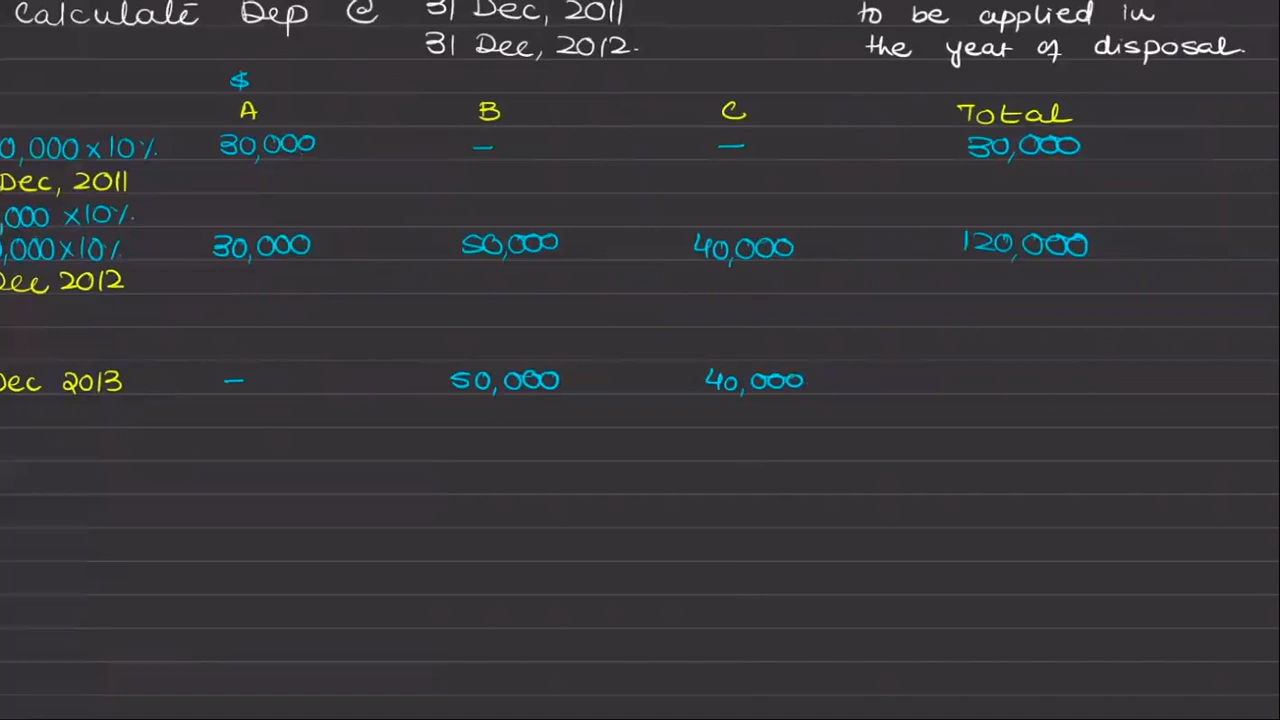 Calculate Dep @ 31 Dec, 2011 to be applied in
31 Dec, 2012. the year of disposal.
$
A B C Total
0,000 x 10% 30,000 — — 30,000
Dec, 2011
,000 x 10%
0,000 x 10% 30,000 50,000 40,000 120,000
Dec 2012
Dec 2013 — 50,000 40,000